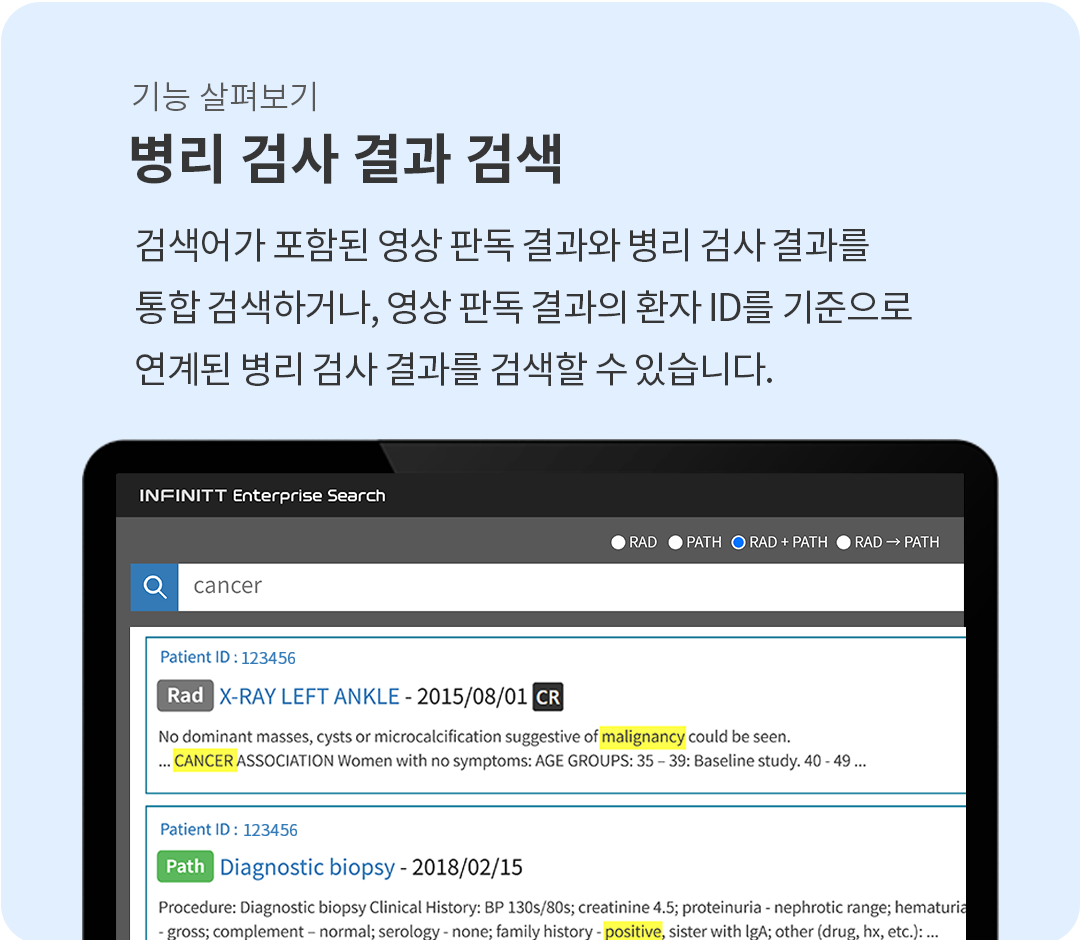 기능 살펴보기
병리 검사 결과 검색
검색어가 포함된 영상 판독 결과와 병리 검사 결과를
통합 검색하거나, 영상 판독 결과의 환자 ID를 기준으로
연계된 병리 검사 결과를 검색할 수 있습니다.
INFINITT Enterprise Search
RAD PATH RAD + PATH RAD → PATH
cancer
Patient ID : 123456
Rad X-RAY LEFT ANKLE - 2015/08/01 CR
No dominant masses, cysts or microcalcification suggestive of malignancy could be seen.
... CANCER ASSOCIATION Women with no symptoms: AGE GROUPS: 35 – 39: Baseline study. 40 - 49 ...
Patient ID : 123456
Path Diagnostic biopsy - 2018/02/15
Procedure: Diagnostic biopsy Clinical History: BP 130s/80s; creatinine 4.5; proteinuria - nephrotic range; hematuria
- gross; complement – normal; serology - none; family history - positive, sister with IgA; other (drug, hx, etc.): ...